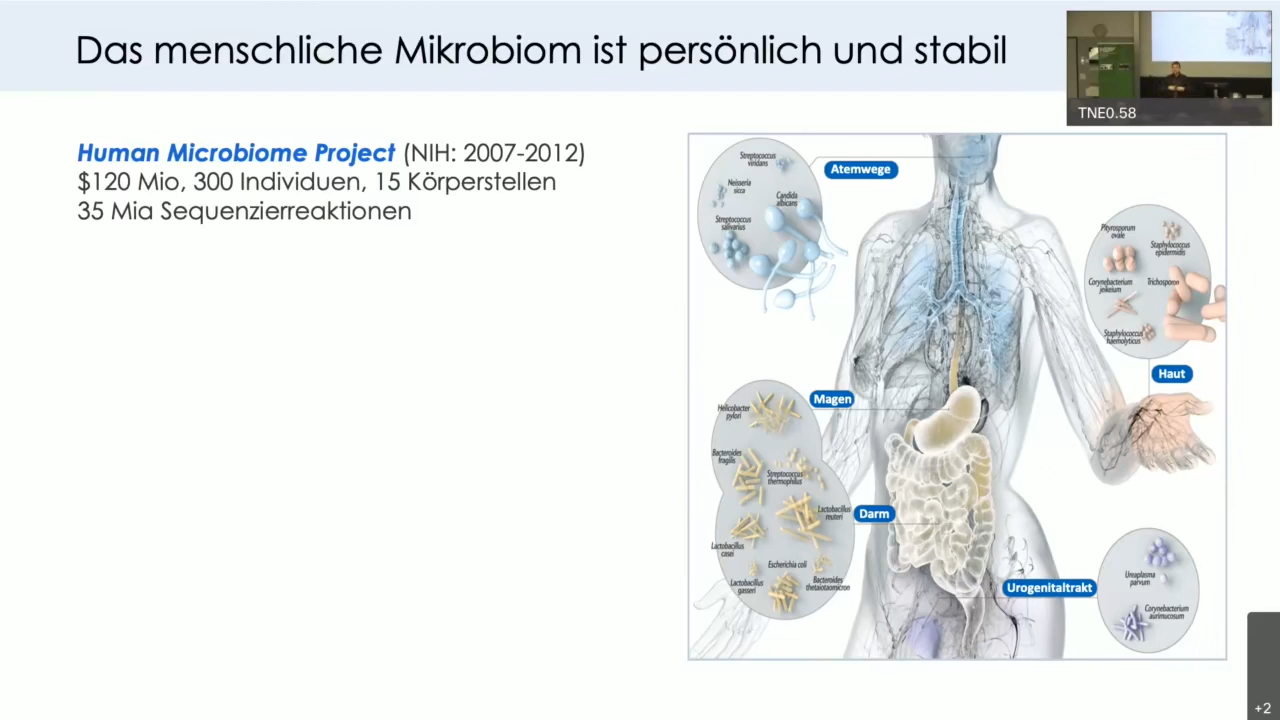 Das menschliche Mikrobiom ist persönlich und stabil
TNE0.58
Human Microbiome Project (NIH: 2007-2012)
$120 Mio, 300 Individuen, 15 Körperstellen
35 Mia Sequenzierreaktionen
Atemwege
Streptococcus
viridans
Neisseria
sicca
Candida
albicans
Streptococcus
salivarius
Pityrosporum
ovale
Staphylococcus
epidermidis
Corynebacterium
jeikeium
Trichosporon
Staphylococcus
haemolyticus
Haut
Magen
Helicobacter
pylori
Bacteroides
fragilis
Streptococcus
thermophilus
Lactobacillus
Darm
Lactobacillus
casei
Escherichia coli
Lactobacillus
gasseri
Bacteroides
thetaiotaomicron
Urogenitaltrakt
Ureaplasma
parvum
Corynebacterium
aurimucosum
+2